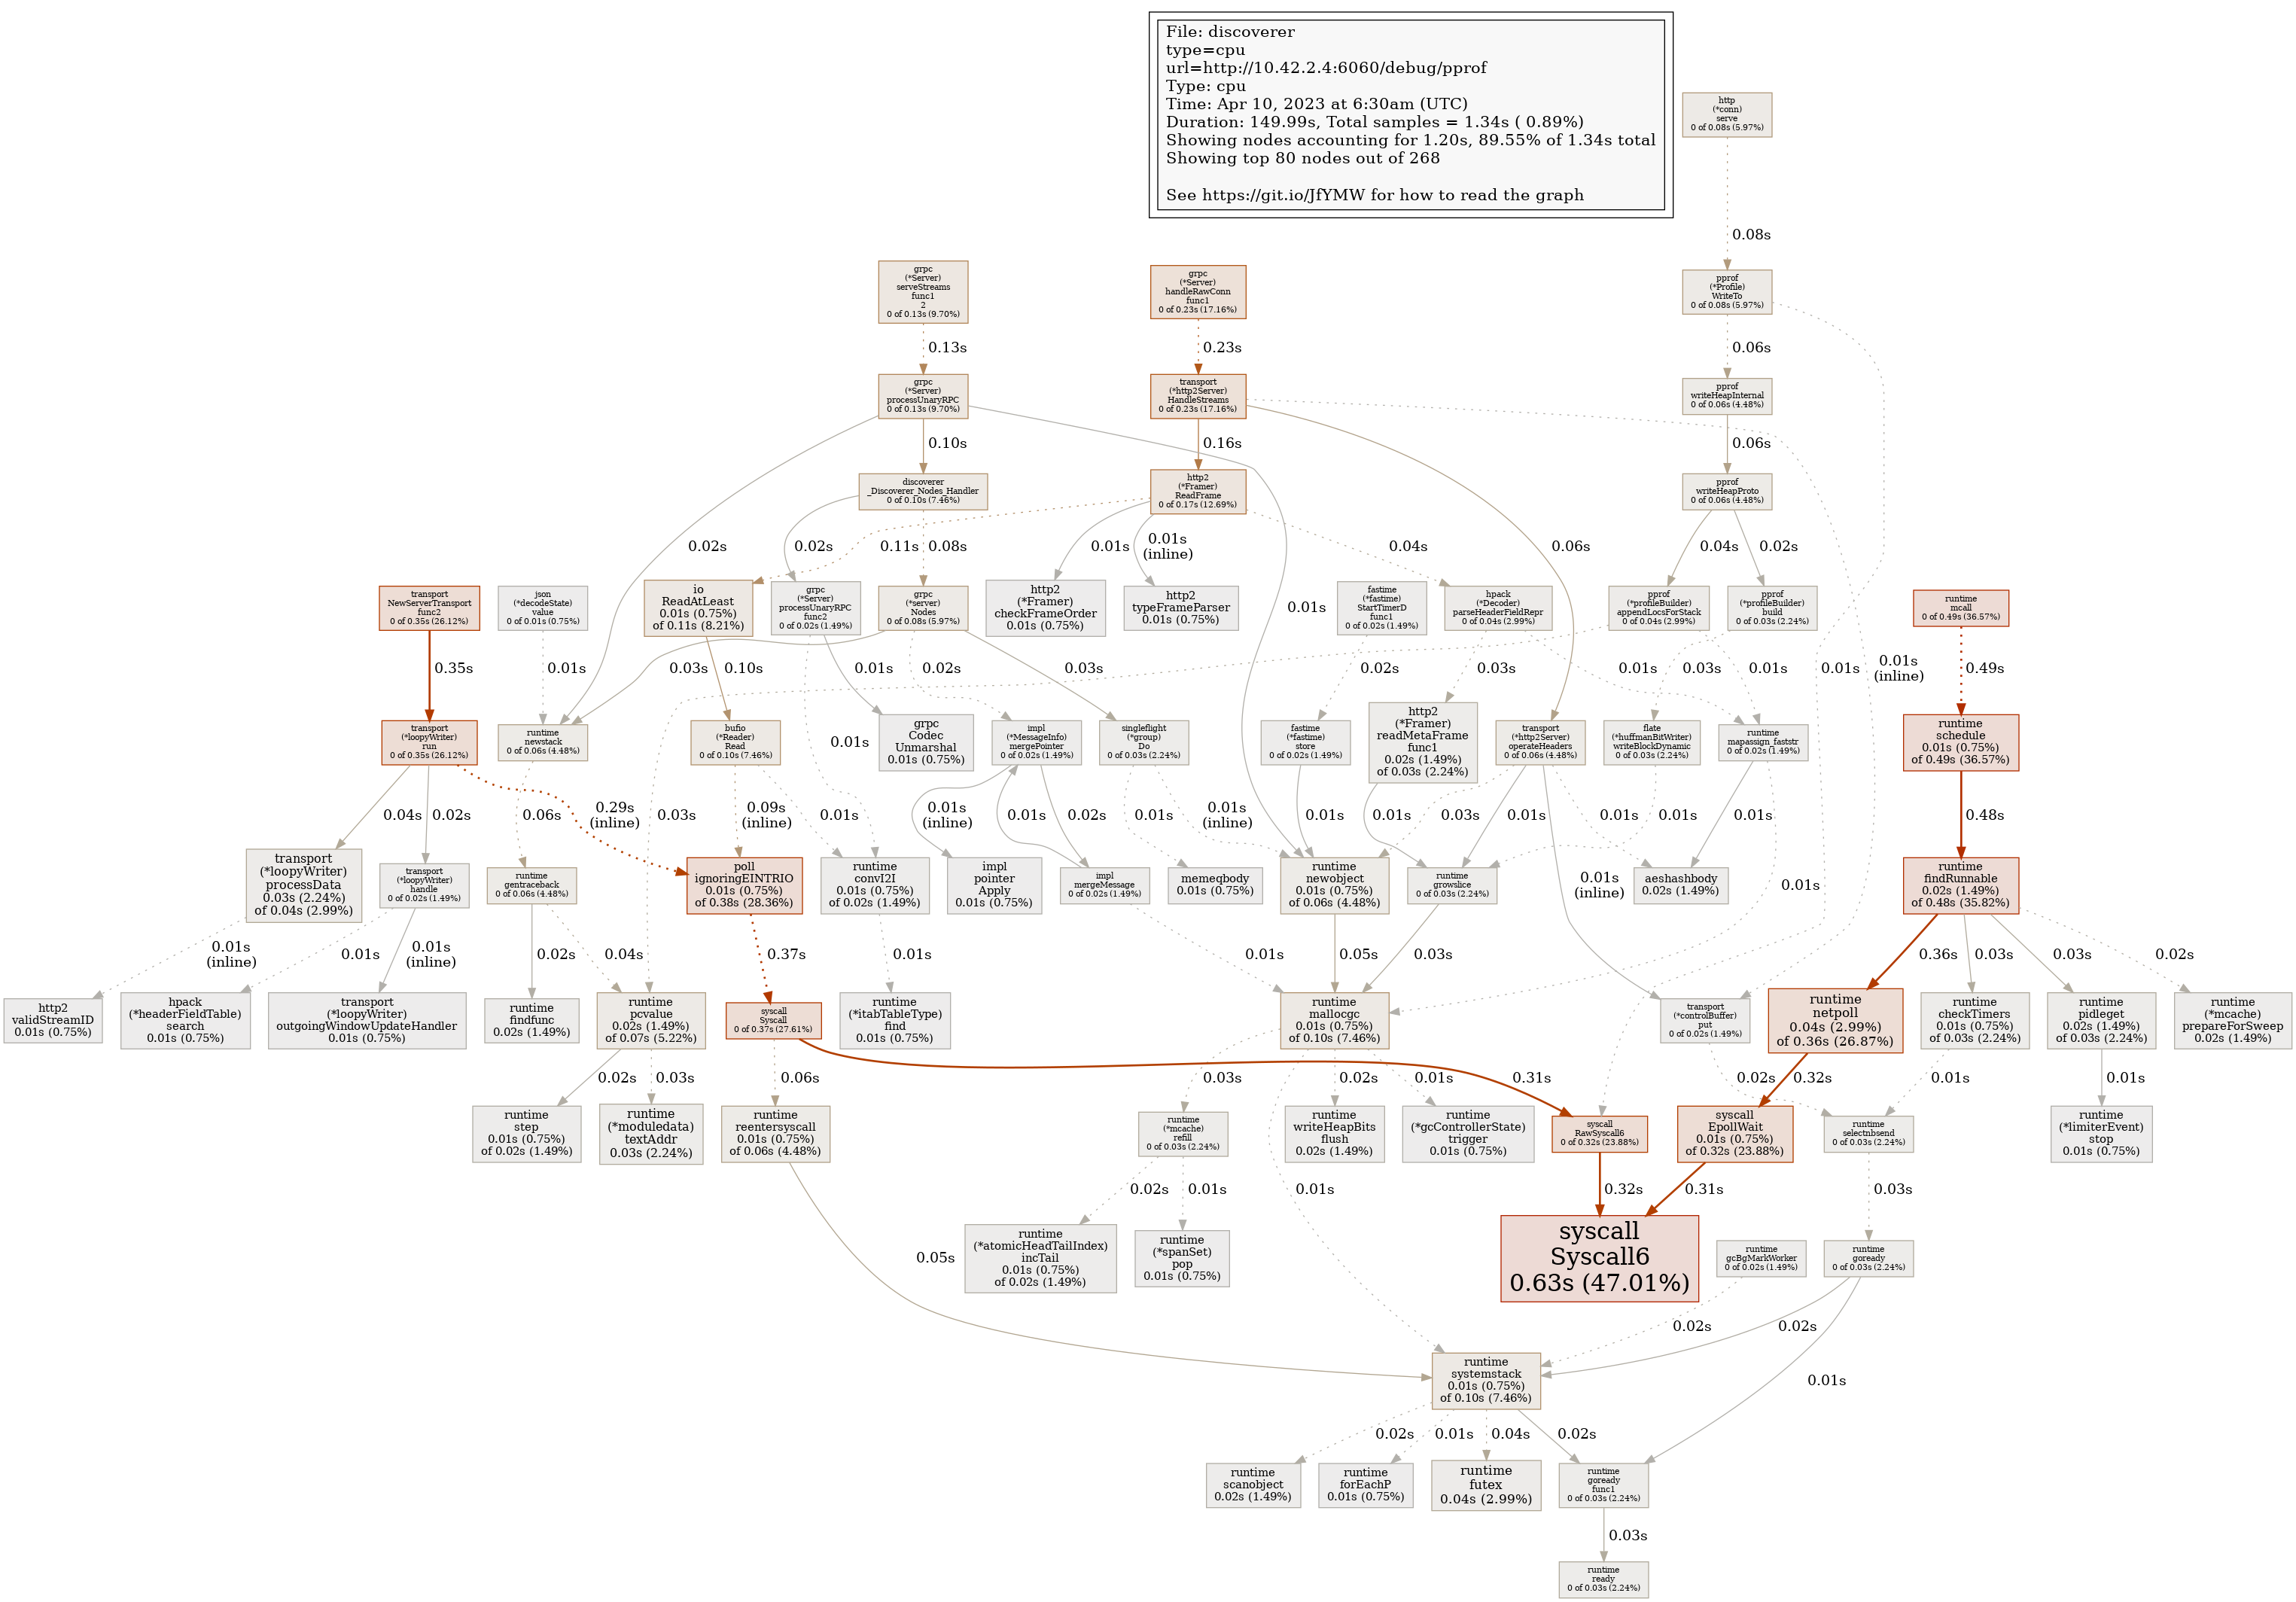 File: discoverer
type=cpu
url=http://10.42.2.4:6060/debug/pprof
Type: cpu
Time: Apr 10, 2023 at 6:30am (UTC)
Duration: 149.99s, Total samples = 1.34s ( 0.89%)
Showing nodes accounting for 1.20s, 89.55% of 1.34s total
Showing top 80 nodes out of 268
See https://git.io/JfYMW for how to read the graph
http
(*conn)
serve
0 of 0.08s (5.97%)
0.08s
grpc
(*Server)
serveStreams
func1
2
0 of 0.13s (9.70%)
grpc
(*Server)
handleRawConn
func1
0 of 0.23s (17.16%)
pprof
(*Profile)
WriteTo
0 of 0.08s (5.97%)
0.13s
0.23s
0.06s
grpc
(*Server)
processUnaryRPC
0 of 0.13s (9.70%)
transport
(*http2Server)
HandleStreams
0 of 0.23s (17.16%)
pprof
writeHeapInternal
0 of 0.06s (4.48%)
0.10s
0.16s
0.06s
discoverer
_Discoverer_Nodes_Handler
0 of 0.10s (7.46%)
http2
(*Framer)
ReadFrame
0 of 0.17s (12.69%)
pprof
writeHeapProto
0 of 0.06s (4.48%)
0.02s
0.02s
0.11s
0.08s
0.01s
0.01s
(inline)
0.04s
0.06s
0.04s
0.02s
transport
NewServerTransport
func2
0 of 0.35s (26.12%)
json
(*decodeState)
value
0 of 0.01s (0.75%)
io
ReadAtLeast
0.01s (0.75%)
of 0.11s (8.21%)
grpc
(*Server)
processUnaryRPC
func2
0 of 0.02s (1.49%)
grpc
(*server)
Nodes
0 of 0.08s (5.97%)
http2
(*Framer)
checkFrameOrder
0.01s (0.75%)
http2
typeFrameParser
0.01s (0.75%)
0.01s
fastime
(*fastime)
StartTimerD
func1
0 of 0.02s (1.49%)
hpack
(*Decoder)
parseHeaderFieldRepr
0 of 0.04s (2.99%)
pprof
(*profileBuilder)
appendLocsForStack
0 of 0.04s (2.99%)
pprof
(*profileBuilder)
build
0 of 0.03s (2.24%)
runtime
mcall
0 of 0.49s (36.57%)
0.35s
0.01s
0.10s
0.01s
0.03s
0.02s
0.03s
0.02s
0.03s
0.01s
0.03s
0.01s
0.01s
0.01s
(inline)
0.49s
transport
(*loopyWriter)
run
0 of 0.35s (26.12%)
runtime
newstack
0 of 0.06s (4.48%)
bufio
(*Reader)
Read
0 of 0.10s (7.46%)
0.01s
grpc
Codec
Unmarshal
0.01s (0.75%)
impl
(*MessageInfo)
mergePointer
0 of 0.02s (1.49%)
singleflight
(*group)
Do
0 of 0.03s (2.24%)
fastime
(*fastime)
store
0 of 0.02s (1.49%)
http2
(*Framer)
readMetaFrame
func1
0.02s (1.49%)
of 0.03s (2.24%)
transport
(*http2Server)
operateHeaders
0 of 0.06s (4.48%)
flate
(*huffmanBitWriter)
writeBlockDynamic
0 of 0.03s (2.24%)
runtime
mapassign_faststr
0 of 0.02s (1.49%)
runtime
schedule
0.01s (0.75%)
of 0.49s (36.57%)
0.04s
0.02s
0.06s
0.29s
(inline)
0.03s
0.09s
(inline)
0.01s
0.01s
(inline)
0.01s
0.02s
0.01s
0.01s
(inline)
0.01s
0.01s
0.03s
0.01s
0.01s
0.01s
0.01s
0.48s
transport
(*loopyWriter)
processData
0.03s (2.24%)
of 0.04s (2.99%)
transport
(*loopyWriter)
handle
0 of 0.02s (1.49%)
runtime
gentraceback
0 of 0.06s (4.48%)
poll
ignoringEINTRIO
0.01s (0.75%)
of 0.38s (28.36%)
runtime
convI2I
0.01s (0.75%)
of 0.02s (1.49%)
impl
pointer
Apply
0.01s (0.75%)
impl
mergeMessage
0 of 0.02s (1.49%)
memeqbody
0.01s (0.75%)
runtime
newobject
0.01s (0.75%)
of 0.06s (4.48%)
runtime
growslice
0 of 0.03s (2.24%)
0.01s
(inline)
aeshashbody
0.02s (1.49%)
0.01s
runtime
findRunnable
0.02s (1.49%)
of 0.48s (35.82%)
0.01s
(inline)
0.01s
0.01s
(inline)
0.02s
0.04s
0.37s
0.01s
0.01s
0.05s
0.03s
0.36s
0.03s
0.03s
0.02s
http2
validStreamID
0.01s (0.75%)
hpack
(*headerFieldTable)
search
0.01s (0.75%)
transport
(*loopyWriter)
outgoingWindowUpdateHandler
0.01s (0.75%)
runtime
findfunc
0.02s (1.49%)
runtime
pcvalue
0.02s (1.49%)
of 0.07s (5.22%)
syscall
Syscall
0 of 0.37s (27.61%)
runtime
(*itabTableType)
find
0.01s (0.75%)
runtime
mallocgc
0.01s (0.75%)
of 0.10s (7.46%)
transport
(*controlBuffer)
put
0 of 0.02s (1.49%)
runtime
netpoll
0.04s (2.99%)
of 0.36s (26.87%)
runtime
checkTimers
0.01s (0.75%)
of 0.03s (2.24%)
runtime
pidleget
0.02s (1.49%)
of 0.03s (2.24%)
runtime
(*mcache)
prepareForSweep
0.02s (1.49%)
0.02s
0.03s
0.06s
0.03s
0.02s
0.01s
0.31s
0.02s
0.32s
0.01s
0.01s
runtime
step
0.01s (0.75%)
of 0.02s (1.49%)
runtime
(*moduledata)
textAddr
0.03s (2.24%)
runtime
reentersyscall
0.01s (0.75%)
of 0.06s (4.48%)
runtime
(*mcache)
refill
0 of 0.03s (2.24%)
runtime
writeHeapBits
flush
0.02s (1.49%)
runtime
(*gcControllerState)
trigger
0.01s (0.75%)
syscall
RawSyscall6
0 of 0.32s (23.88%)
syscall
EpollWait
0.01s (0.75%)
of 0.32s (23.88%)
runtime
selectnbsend
0 of 0.03s (2.24%)
runtime
(*limiterEvent)
stop
0.01s (0.75%)
0.02s
0.01s
0.01s
0.32s
0.31s
0.03s
0.05s
runtime
(*atomicHeadTailIndex)
incTail
0.01s (0.75%)
of 0.02s (1.49%)
runtime
(*spanSet)
pop
0.01s (0.75%)
syscall
Syscall6
0.63s (47.01%)
runtime
gcBgMarkWorker
0 of 0.02s (1.49%)
runtime
goready
0 of 0.03s (2.24%)
0.02s
0.02s
0.01s
runtime
systemstack
0.01s (0.75%)
of 0.10s (7.46%)
0.02s
0.01s
0.04s
0.02s
runtime
scanobject
0.02s (1.49%)
runtime
forEachP
0.01s (0.75%)
runtime
futex
0.04s (2.99%)
runtime
goready
func1
0 of 0.03s (2.24%)
0.03s
runtime
ready
0 of 0.03s (2.24%)